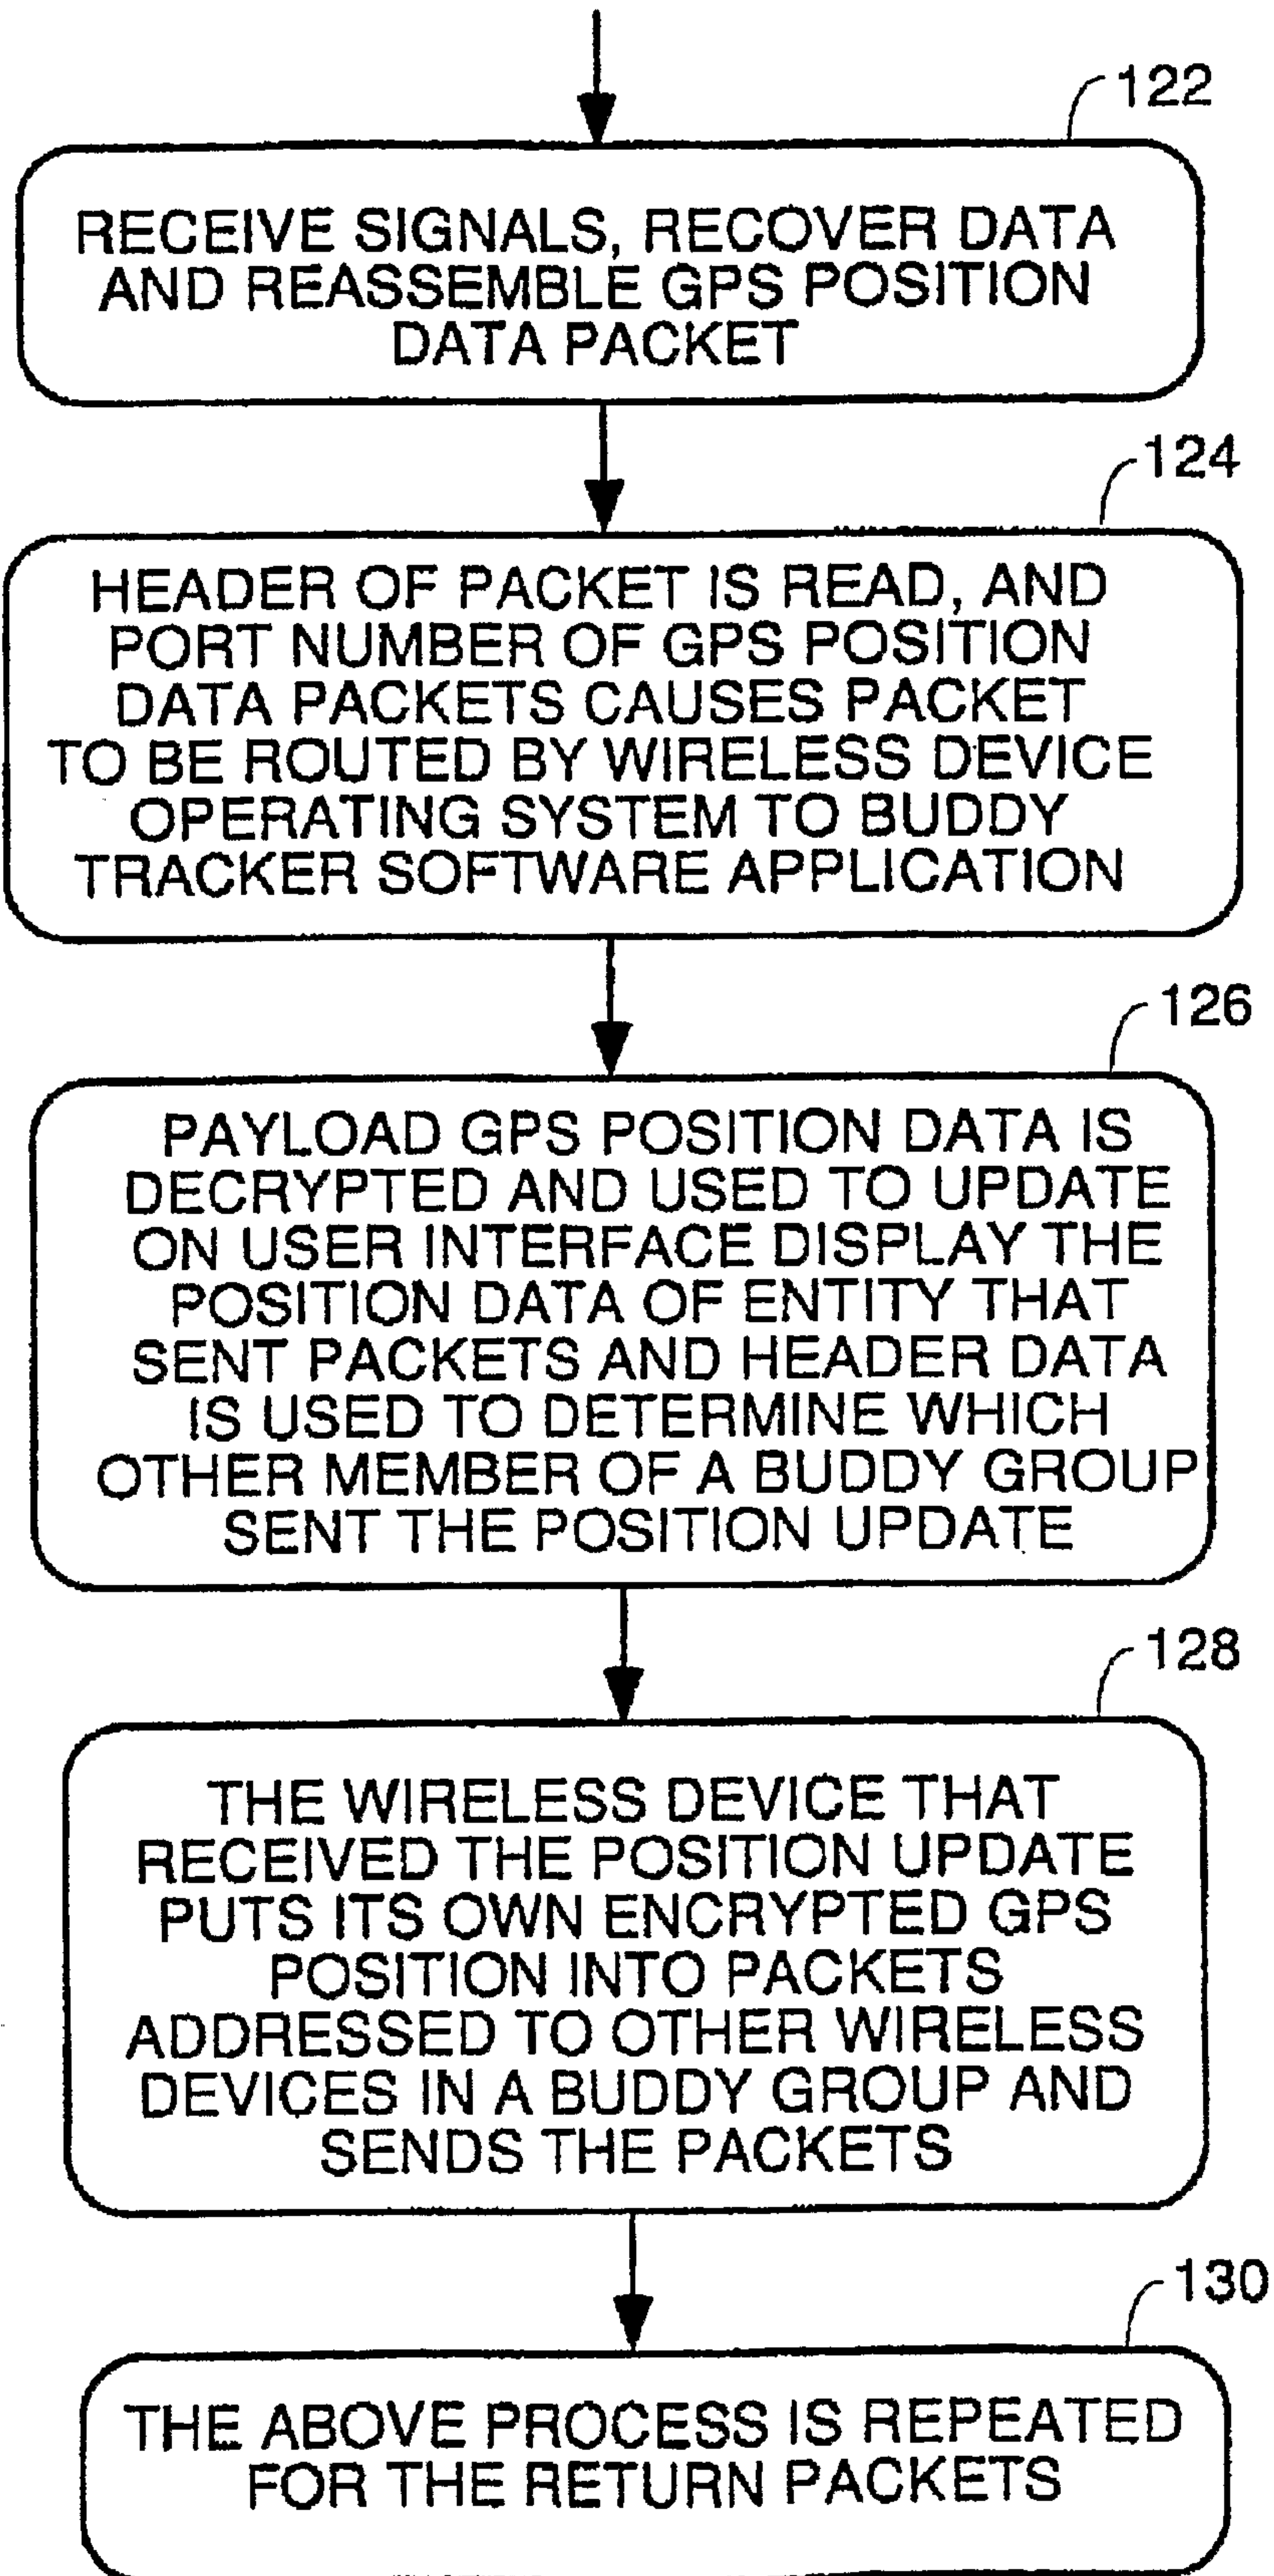 122
RECEIVE SIGNALS, RECOVER DATA
AND REASSEMBLE GPS POSITION
DATA PACKET
124
HEADER OF PACKET IS READ, AND
PORT NUMBER OF GPS POSITION
DATA PACKETS CAUSES PACKET
TO BE ROUTED BY WIRELESS DEVICE
OPERATING SYSTEM TO BUDDY
TRACKER SOFTWARE APPLICATION
126
PAYLOAD GPS POSITION DATA IS
DECRYPTED AND USED TO UPDATE
ON USER INTERFACE DISPLAY THE
POSITION DATA OF ENTITY THAT
SENT PACKETS AND HEADER DATA
IS USED TO DETERMINE WHICH
OTHER MEMBER OF A BUDDY GROUP
SENT THE POSITION UPDATE
128
THE WIRELESS DEVICE THAT
RECEIVED THE POSITION UPDATE
PUTS ITS OWN ENCRYPTED GPS
POSITION INTO PACKETS
ADDRESSED TO OTHER WIRELESS
DEVICES IN A BUDDY GROUP AND
SENDS THE PACKETS
130
THE ABOVE PROCESS IS REPEATED
FOR THE RETURN PACKETS